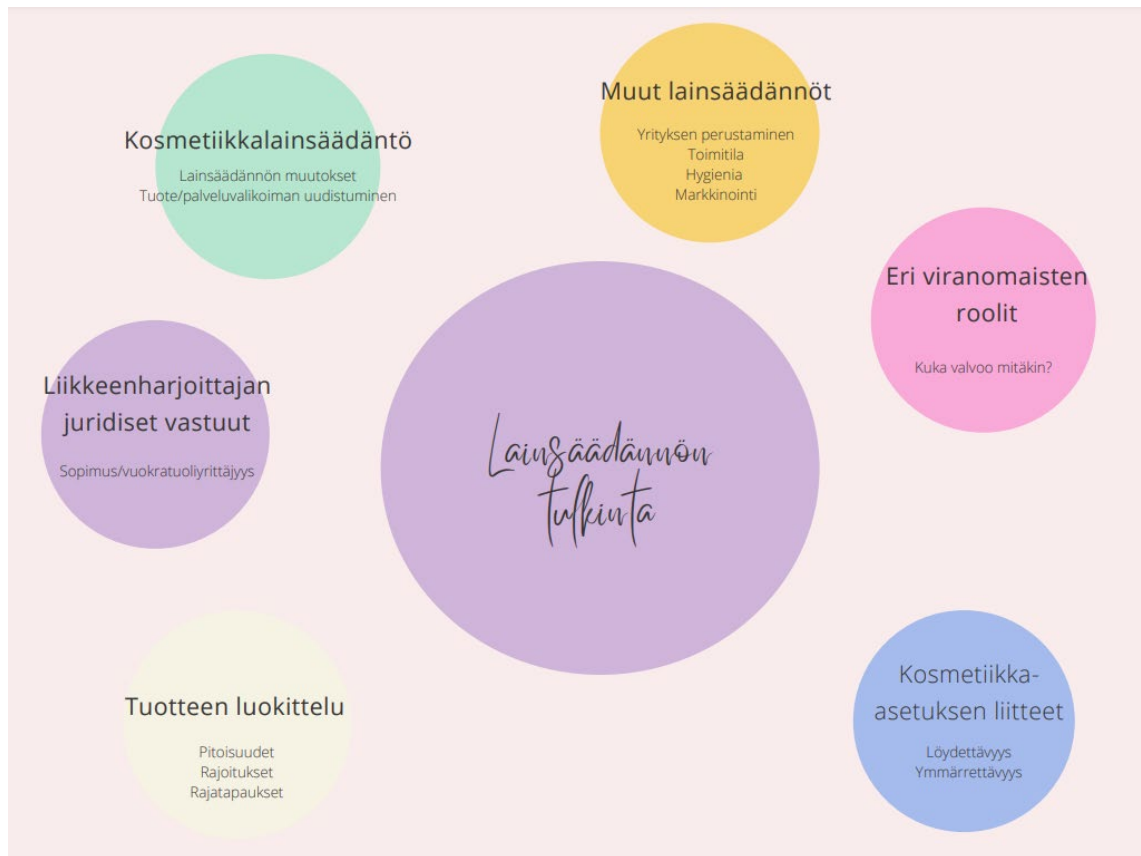 Kosmetiikkalainsäädäntö
Lainsäädännön muutokset
Tuote/palveluvalikoiman uudistuminen
Muut lainsäädännöt
Yrityksen perustaminen
Toimitila
Hygienia
Markkinointi
Eri viranomaisten
roolit
Kuka valvoo mitäkin?
Liikkeenharjoittajan
juridiset vastuut
Sopimus/vuokratuoliyrittäjyys
Lainsäädännön
tulkinta
Tuotteen luokittelu
Pitoisuudet
Rajoitukset
Rajatapaukset
Kosmetiikka-
asetuksen liitteet
Löydettävyys
Ymmärrettävyys